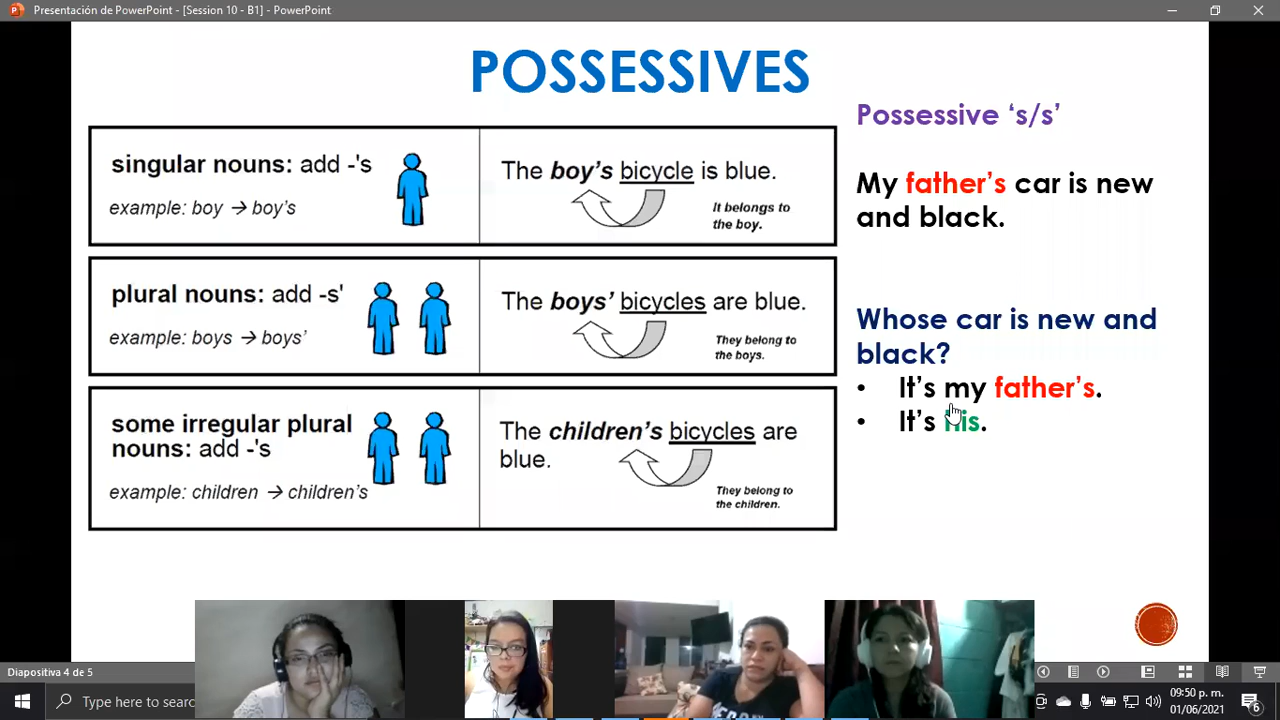 Presentación de PowerPoint - [Session 10 - B1] - PowerPoint
POSSESSIVES
singular nouns: add -'s
example: boy → boy's
The boy's bicycle is blue.
It belongs to
the boy.
plural nouns: add -s'
example: boys → boys'
The boys' bicycles are blue.
They belong to
the boys.
some irregular plural
nouns: add -'s
example: children → children's
The children's bicycles are
blue.
They belong to
the children.
Possessive ‘s/s’
My father’s car is new
and black.
Whose car is new and
black?
• It’s my father’s.
• It’s his.
Diapositiva 4 de 5
Type here to searc
09:50 p. m.
01/06/2021
6